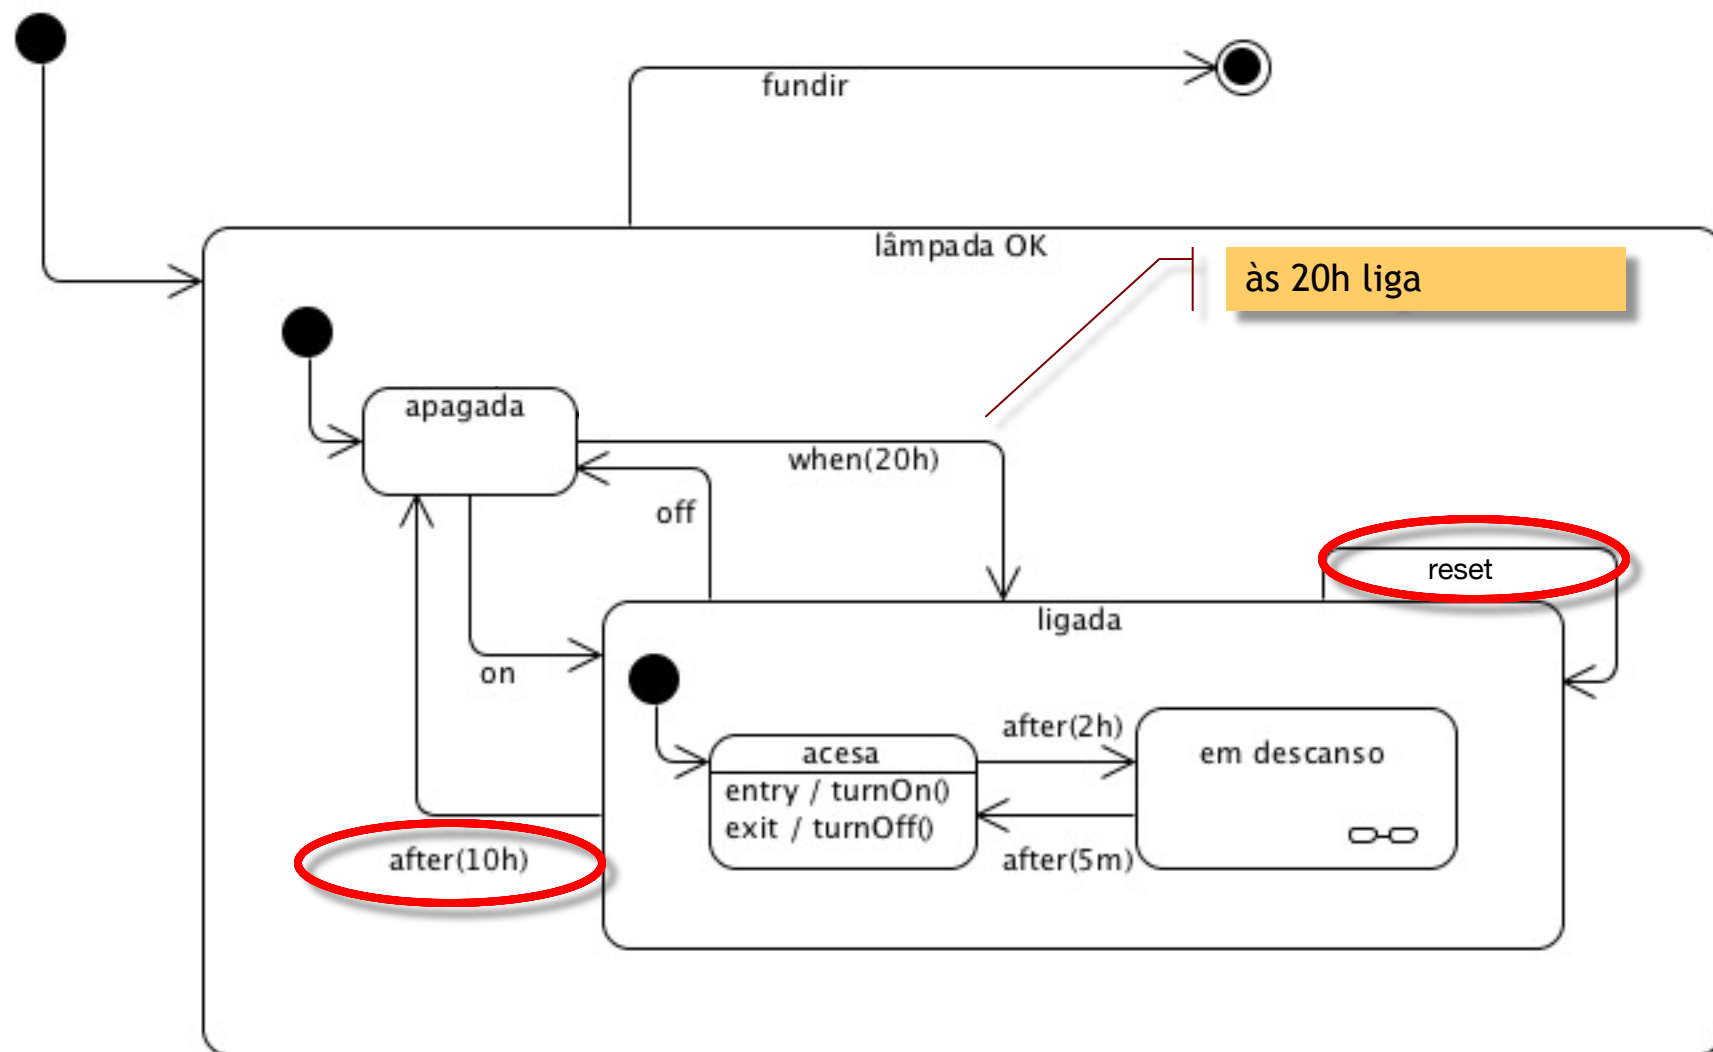 fundir
lâmpada OK
às 20h liga
apagada
when(20h)
off
reset
ligada
on
after(2h)
acesa
em descanso
entry / turnOn()
exit / turnOff()
after(10h)
after(5m)